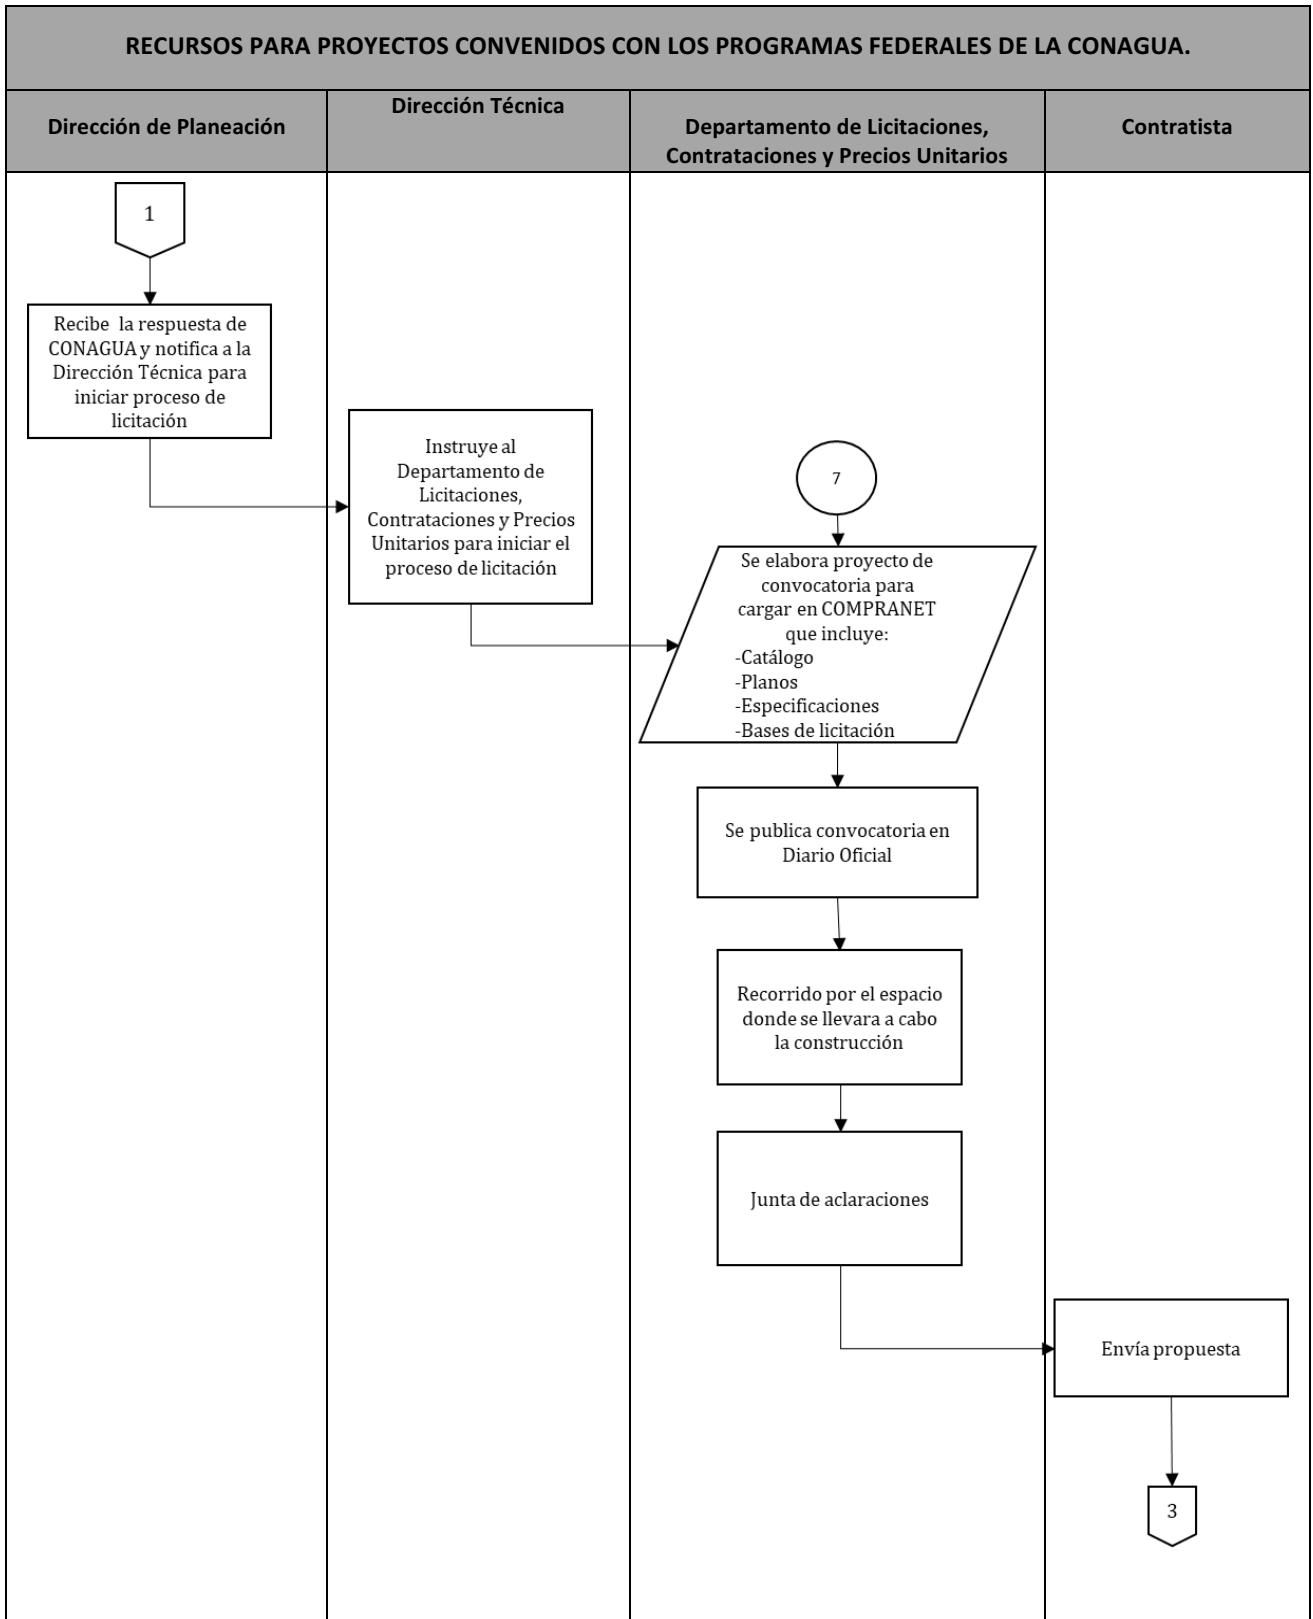 RECURSOS PARA PROYECTOS CONVENIDOS CON LOS PROGRAMAS FEDERALES DE LA CONAGUA.
Dirección de Planeación
Dirección Técnica
Departamento de Licitaciones,
Contrataciones y Precios Unitarios
Contratista
1
Recibe la respuesta de
CONAGUA y notifica a la
Dirección Técnica para
iniciar proceso de
licitación
Instruye al
Departamento de
Licitaciones,
Contrataciones y Precios
Unitarios para iniciar el
proceso de licitación
7
Se elabora proyecto de
convocatoria para
cargar en COMPRANET
que incluye:
-Catálogo
-Planos
-Especificaciones
-Bases de licitación
Se publica convocatoria en
Diario Oficial
Recorrido por el espacio
donde se llevara a cabo
la construcción
Junta de aclaraciones
Envía propuesta
3